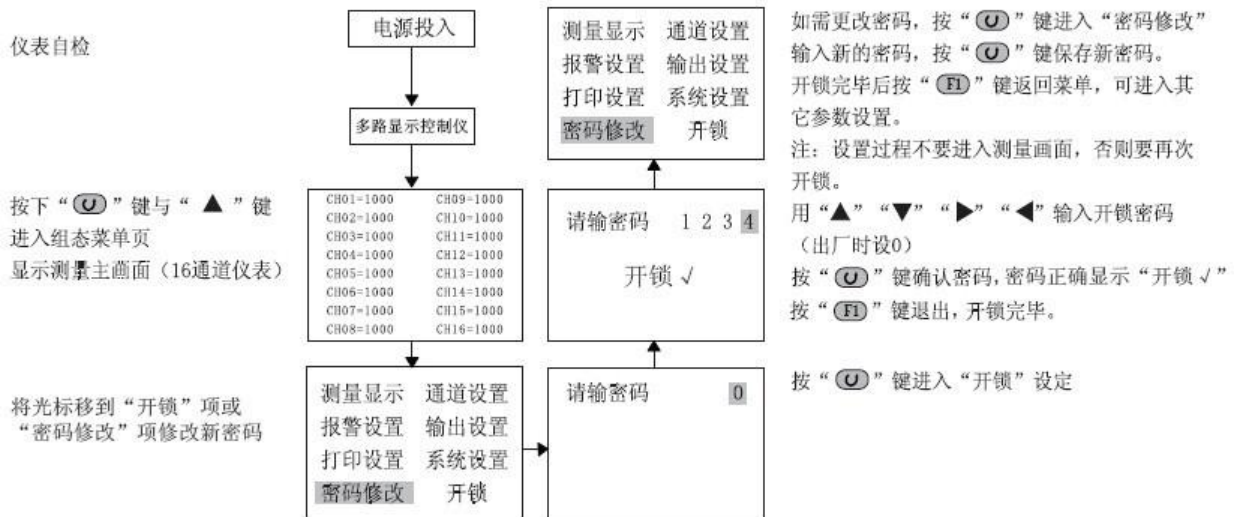 仪表自检
电源投入
多路显示控制仪
按下“ ”键与“ ▲ ”键
进入组态菜单页
显示测量主画面（16通道仪表）
CH01=1000 CH09=1000
CH02=1000 CH10=1000
CH03=1000 CH11=1000
CH04=1000 CH12=1000
CH05=1000 CH13=1000
CH06=1000 CH14=1000
CH07=1000 CH15=1000
CH08=1000 CH16=1000
将光标移到“开锁”项或
“密码修改”项修改新密码
测量显示 通道设置
报警设置 输出设置
打印设置 系统设置
密码修改 开锁
请输密码 0
按“ ”键进入“开锁”设定
请输密码 1 2 3 4
开锁 √
用“▲”“▼”“▶”“◀”输入开锁密码
（出厂时设0）
按“ ”键确认密码,密码正确显示“开锁 √”
按“ F1 ”键退出,开锁完毕。
测量显示 通道设置
报警设置 输出设置
打印设置 系统设置
密码修改 开锁
如需更改密码，按“ ”键进入“密码修改”
输入新的密码，按“ ”键保存新密码。
开锁完毕后按“ F1 ”键返回菜单，可进入其
它参数设置。
注：设置过程不要进入测量画面，否则要再次
开锁。